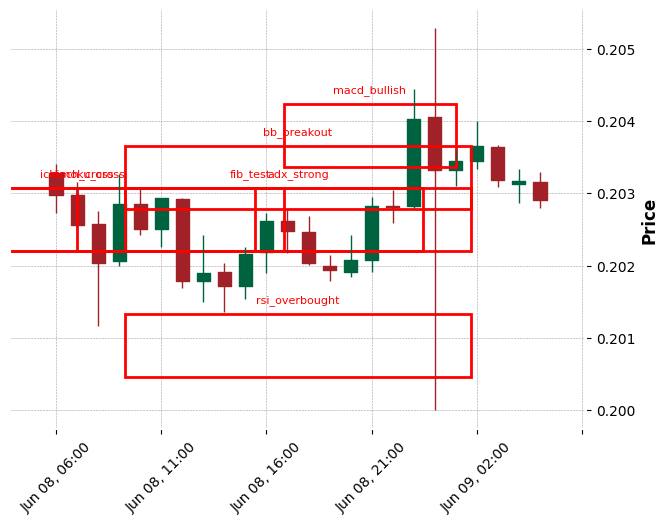 macd_bullish
bb_breakout
fib_test
adx_strong
rsi_overbought
0.205
0.204
0.203
0.202
0.201
0.200
Price
Jun 08, 06:00
Jun 08, 11:00
Jun 08, 16:00
Jun 08, 21:00
Jun 09, 02:00